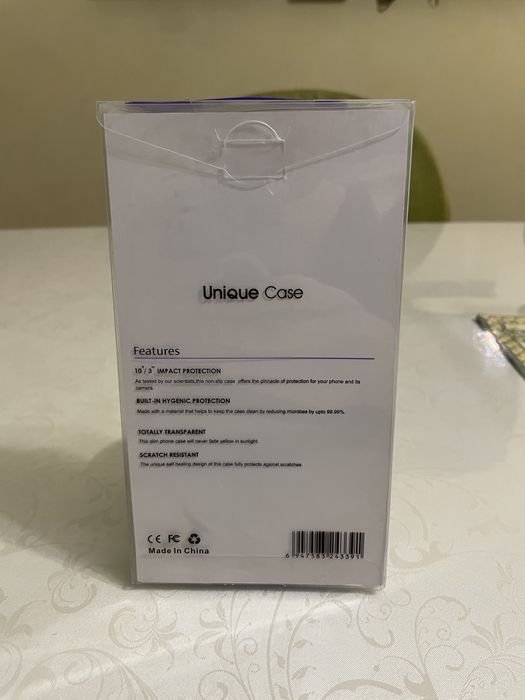 Unique Case
Features
10'/ 3" IMPACT PROTECTION
As tested by our scientists,this non-slip case offers the pinnacle of protection for your phone and its
camera.
BUILT-IN HYGENIC PROTECTION
Made with a material that helps to keep the case clean by reducing microbes by upto 99.99%.
TOTALLY TRANSPARENT
This slim phone case will never fade yellow in sunlight.
SCRATCH RESISTANT
The unique self healing design of this case fully protects against scratches
CE FC
Made In China
6 947583 243391